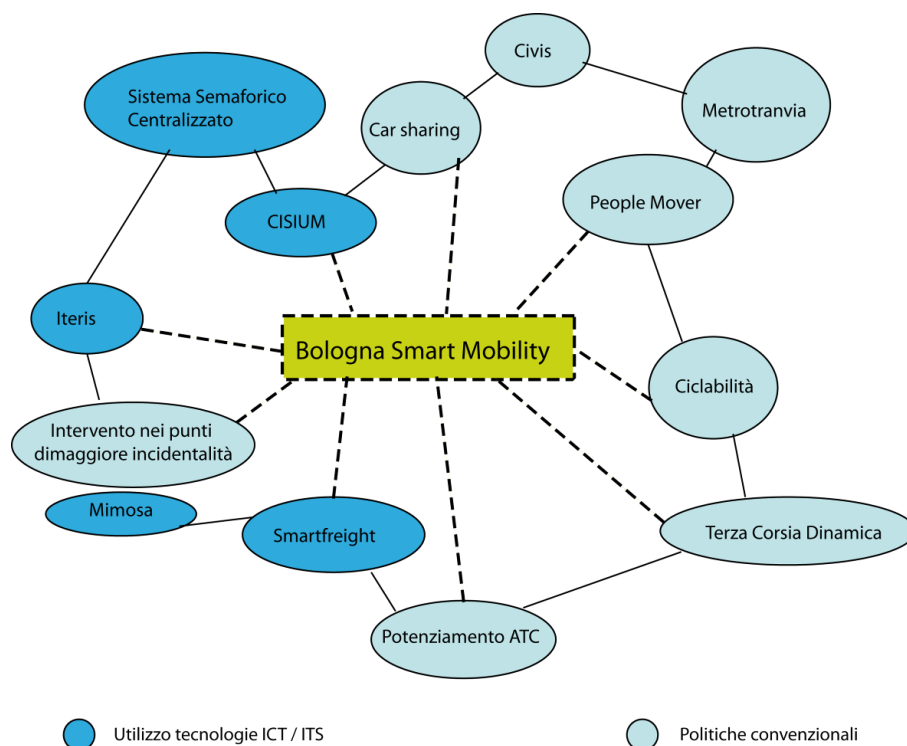 Civis
Sistema Semaforico
Centralizzato
Metrotranvia
Car sharing
People Mover
CISIUM
Iteris
Bologna Smart Mobility
Ciclabilità
Intervento nei punti
dimaggiore incidentalità
Mimosa
Smartfreight
Terza Corsia Dinamica
Potenziamento ATC
Utilizzo tecnologie ICT / ITS
Politiche convenzionali